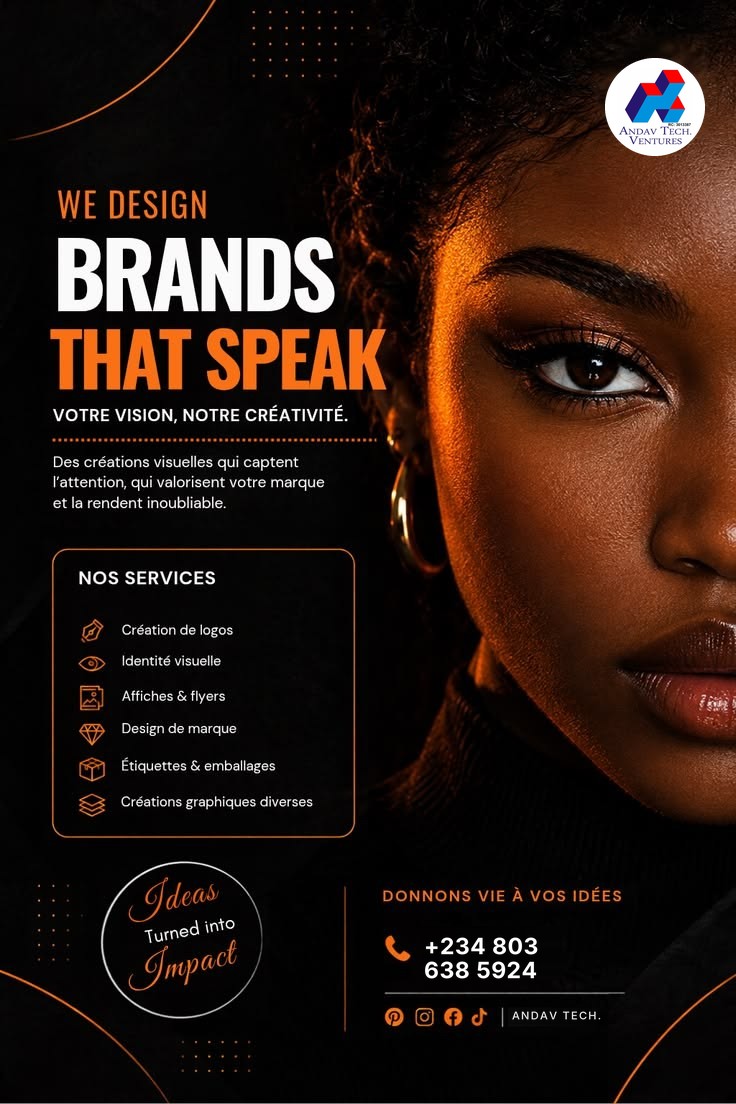 RC: 3613387
ANDAV TECH.
VENTURES
WE DESIGN
BRANDS
THAT SPEAK
VOTRE VISION, NOTRE CRÉATIVITÉ.
Des créations visuelles qui captent
l'attention, qui valorisent votre marque
et la rendent inoubliable.
NOS SERVICES
Création de logos
Identité visuelle
Affiches & flyers
Design de marque
Étiquettes & emballages
Créations graphiques diverses
Ideas
Turned into
Impact
DONNONS VIE À VOS IDÉES
+234 803
638 5924
ANDAV TECH.